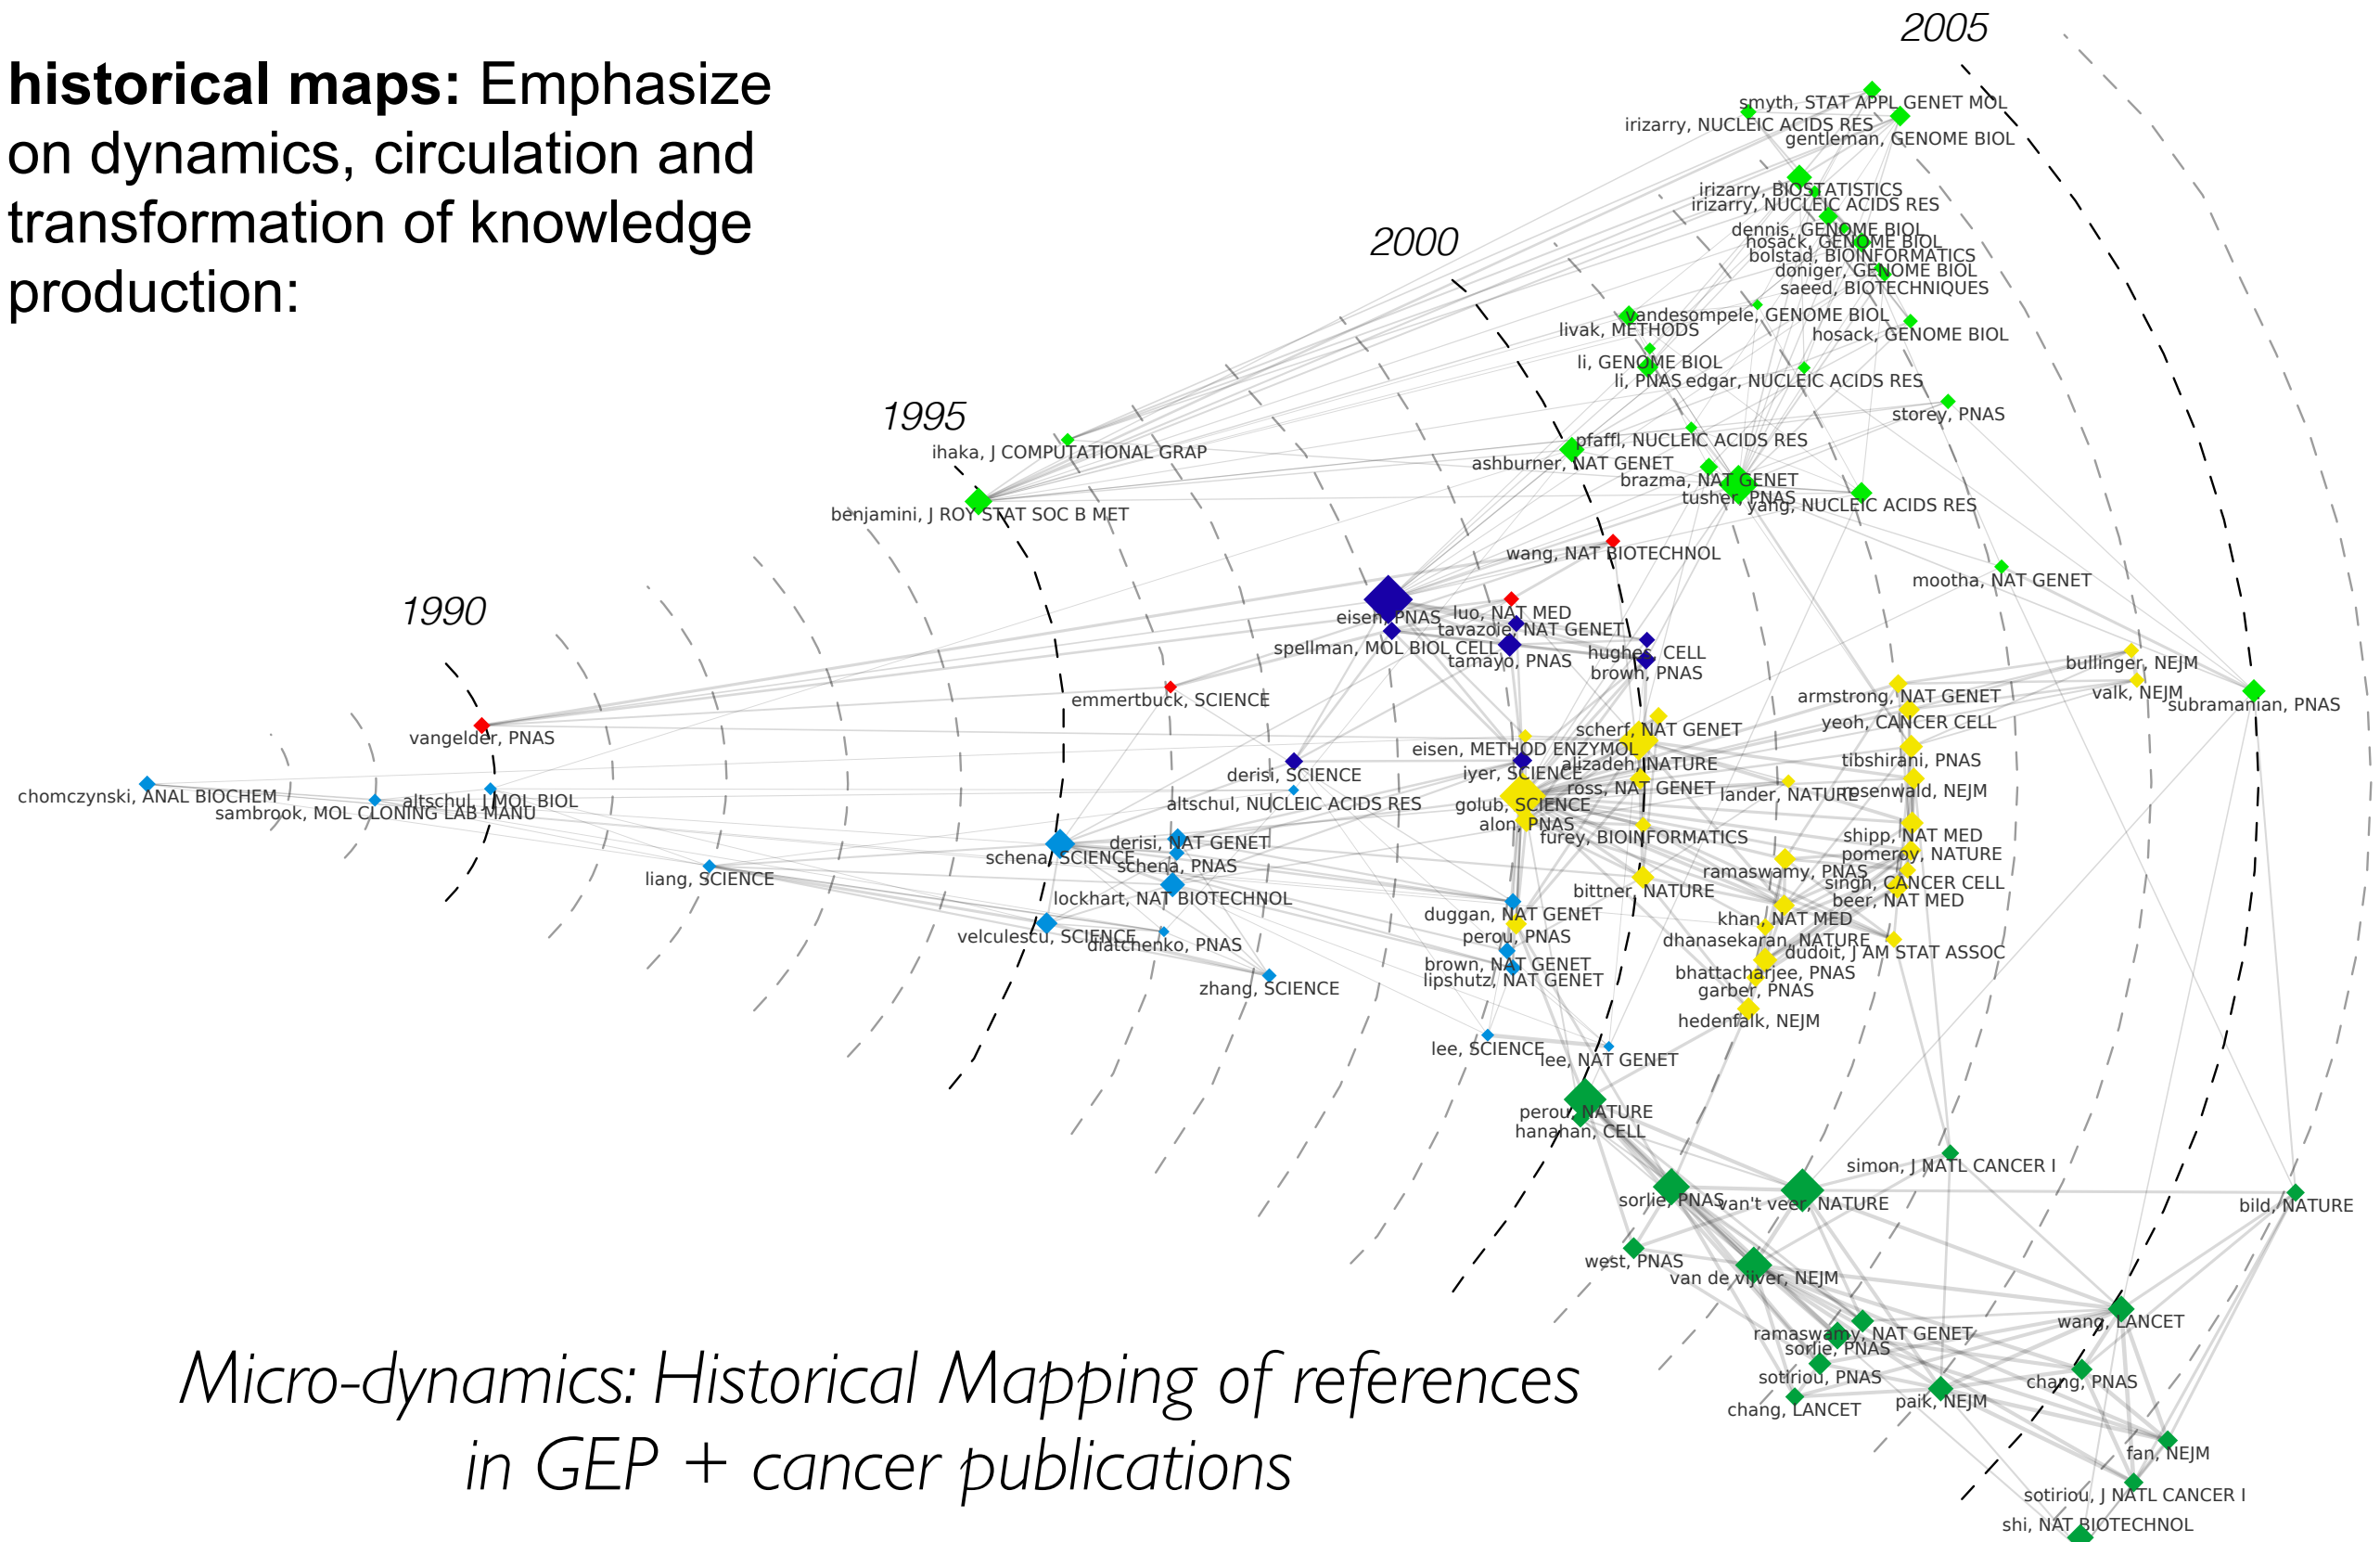 historical maps: Emphasize
on dynamics, circulation and
transformation of knowledge
production:
2005
smyth, STAT APPL GENET MOL
irizarry, NUCLEIC ACIDS RES
gentleman, GENOME BIOL
irizarry, BIOSTATISTICS
irizarry, NUCLEIC ACIDS RES
dennis, GENOME BIOL
hosack, GENOME BIOL
bolstad, BIOINFORMATICS
doniger, GENOME BIOL
saeed, BIOTECHNIQUES
2000
vandesompele, GENOME BIOL
livak, METHODS
hosack, GENOME BIOL
li, GENOME BIOL
li, PNAS
edgar, NUCLEIC ACIDS RES
storey, PNAS
1995
ihaka, J COMPUTATIONAL GRAP
pfaffl, NUCLEIC ACIDS RES
ashburner, NAT GENET
brazma, NAT GENET
tusher, PNAS
yang, NUCLEIC ACIDS RES
benjamini, J ROY STAT SOC B MET
wang, NAT BIOTECHNOL
mootha, NAT GENET
1990
eisen, PNAS
luo, NAT MED
tavazoie, NAT GENET
spellman, MOL BIOL CELL
tamayo, PNAS
hughes, CELL
brown, PNAS
bullinger, NEJM
valk, NEJM
subramanian, PNAS
emmertbuck, SCIENCE
armstrong, NAT GENET
yeoh, CANCER CELL
vangelder, PNAS
scherf, NAT GENET
eisen, METHOD ENZYMOL
alizadeh, NATURE
tibshirani, PNAS
derisi, SCIENCE
iyer, SCIENCE
ross, NAT GENET
lander, NATURE
rosenwald, NEJM
chomczynski, ANAL BIOCHEM
altschul, J MOL BIOL
sambrook, MOL CLONING LAB MANU
altschul, NUCLEIC ACIDS RES
golub, SCIENCE
alon, PNAS
furey, BIOINFORMATICS
shipp, NAT MED
pomeroy, NATURE
derisi, NAT GENET
schena, SCIENCE
schena, PNAS
liang, SCIENCE
ramaswamy, PNAS
singh, CANCER CELL
beer, NAT MED
lockhart, NAT BIOTECHNOL
bittner, NATURE
duggan, NAT GENET
khan, NAT MED
velculescu, SCIENCE
diatchenko, PNAS
perou, PNAS
dhanasekaran, NATURE
dudoit, J AM STAT ASSOC
brown, NAT GENET
lipshutz, NAT GENET
bhattacharjee, PNAS
garber, PNAS
zhang, SCIENCE
hedenfalk, NEJM
lee, SCIENCE
lee, NAT GENET
perou, NATURE
hanahan, CELL
simon, J NATL CANCER I
sorlie, PNAS
van't veer, NATURE
bild, NATURE
west, PNAS
van de vijver, NEJM
wang, LANCET
ramaswamy, NAT GENET
sorlie, PNAS
sotiriou, PNAS
chang, PNAS
chang, LANCET
paik, NEJM
fan, NEJM
sotiriou, J NATL CANCER I
shi, NAT BIOTECHNOL
Micro-dynamics: Historical Mapping of references
in GEP + cancer publications